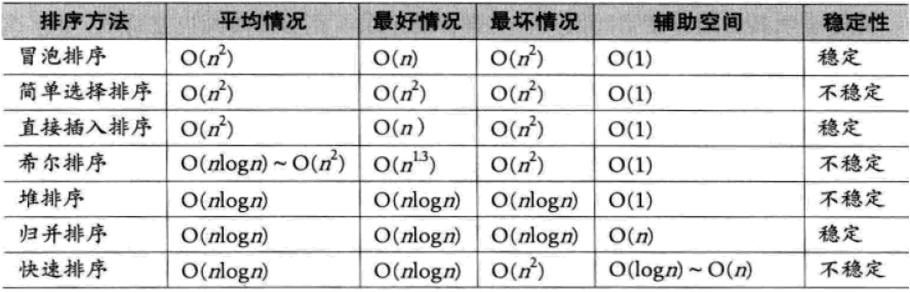 排序方法 平均情况 最好情况 最坏情况 辅助空间 稳定性
冒泡排序 O(n²) O(n) O(n²) O(1) 稳定
简单选择排序 O(n²) O(n²) O(n²) O(1) 不稳定
直接插入排序 O(n²) O(n) O(n²) O(1) 稳定
希尔排序 O(nlogn)~O(n²) O(n¹·³) O(n²) O(1) 不稳定
堆排序 O(nlogn) O(nlogn) O(nlogn) O(1) 不稳定
归并排序 O(nlogn) O(nlogn) O(nlogn) O(n) 稳定
快速排序 O(nlogn) O(nlogn) O(n²) O(logn)~O(n) 不稳定